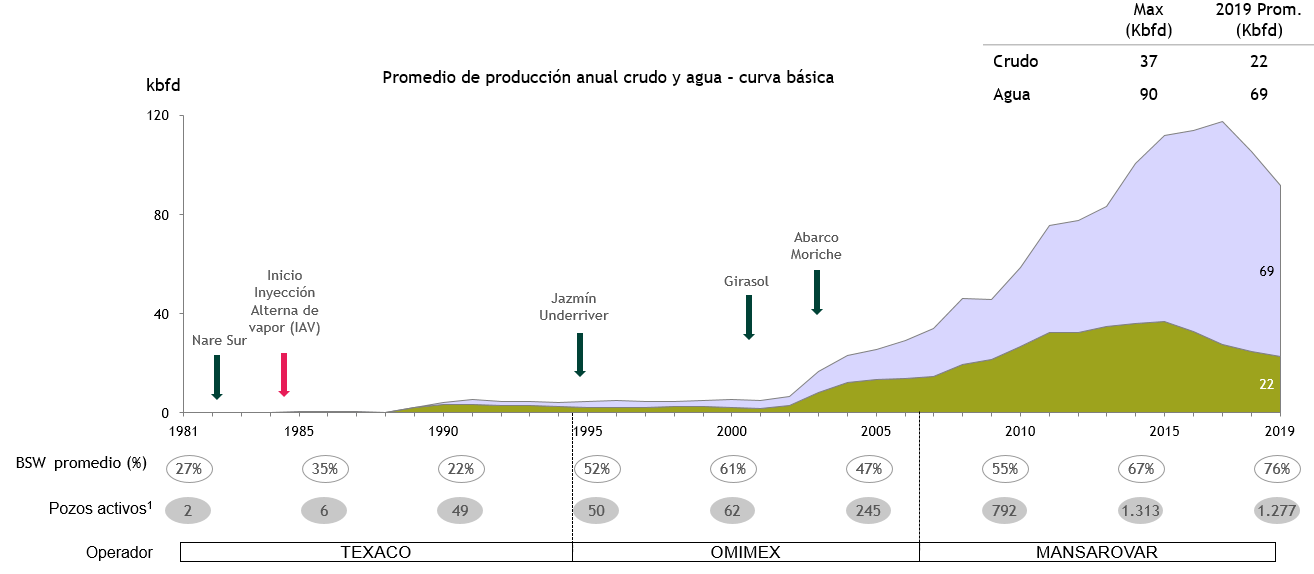 Max 2019 Prom.
(Kbfd) (Kbfd)
Crudo 37 22
Agua 90 69
Promedio de producción anual crudo y agua – curva básica
kbfd
120
80
40
0
Nare Sur
Inicio
Inyección
Alterna de
vapor (IAV)
Jazmín
Underriver
Girasol
Abarco
Moriche
69
22
1981 1985 1990 1995 2000 2005 2010 2015 2019
BSW promedio (%) 27% 35% 22% 52% 61% 47% 55% 67% 76%
Pozos activos¹ 2 6 49 50 62 245 792 1.313 1.277
Operador TEXACO OMIMEX MANSAROVAR